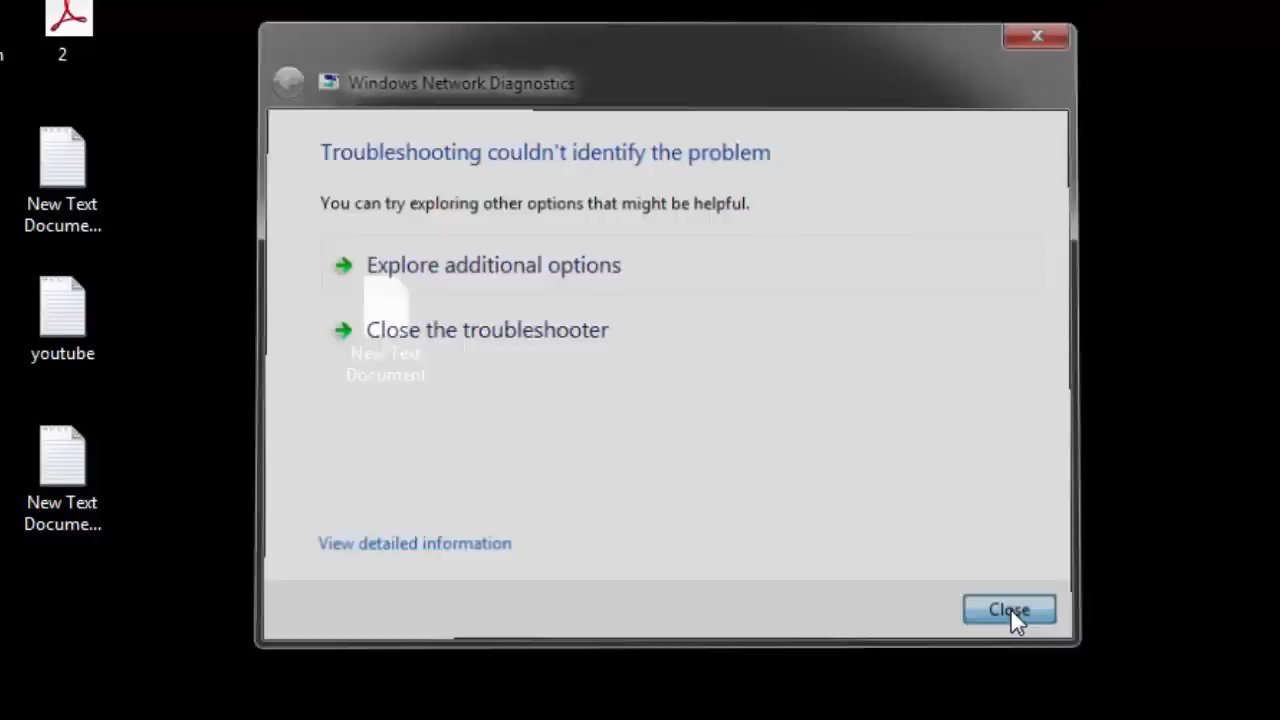 n
2
New Text
Docume...
youtube
New Text
Docume...
x
Windows Network Diagnostics
Troubleshooting couldn't identify the problem
You can try exploring other options that might be helpful.
Explore additional options
Close the troubleshooter
New Text
Document
View detailed information
Close